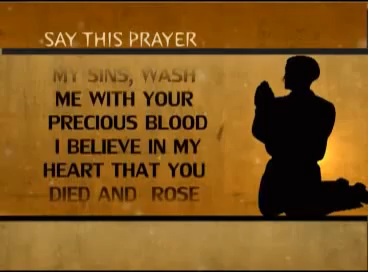 SAY THIS PRAYER
MY SINS, WASH
ME WITH YOUR
PRECIOUS BLOOD
I BELIEVE IN MY
HEART THAT YOU
DIED AND ROSE